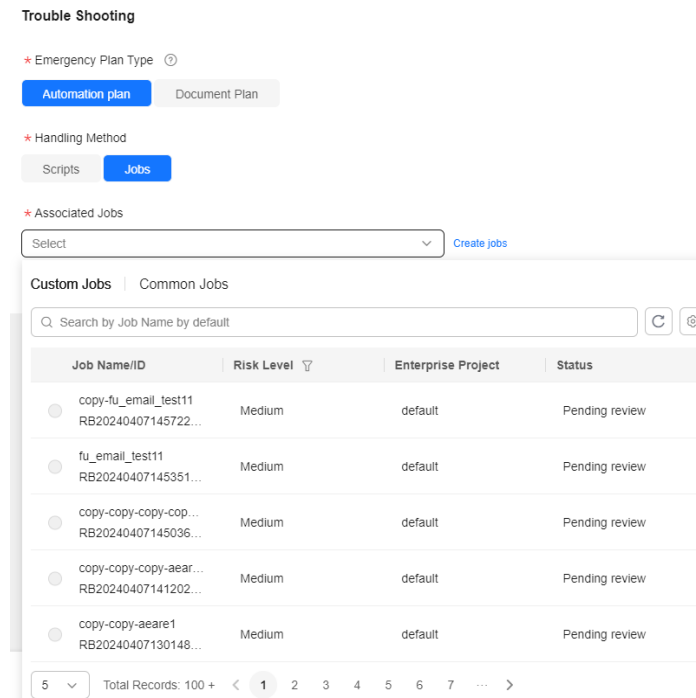 Trouble Shooting
* Emergency Plan Type ?
Automation plan Document Plan
* Handling Method
Scripts Jobs
* Associated Jobs
Select Create jobs
Custom Jobs Common Jobs
Search by Job Name by default
Job Name/ID Risk Level Enterprise Project Status
copy-fu_email_test11
RB20240407145722...
Medium default Pending review
fu_email_test11
RB20240407145351...
Medium default Pending review
copy-copy-copy-cop...
RB20240407145036...
Medium default Pending review
copy-copy-copy-aear...
RB20240407141202...
Medium default Pending review
copy-copy-aeare1
RB20240407130148...
Medium default Pending review
5 Total Records: 100 + < 1 2 3 4 5 6 7 ... >